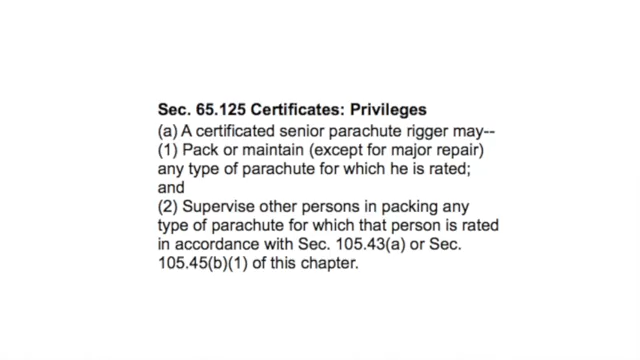 Sec. 65.125 Certificates: Privileges
(a) A certificated senior parachute rigger may--
(1) Pack or maintain (except for major repair)
any type of parachute for which he is rated;
and
(2) Supervise other persons in packing any
type of parachute for which that person is rated
in accordance with Sec. 105.43(a) or Sec.
105.45(b)(1) of this chapter.